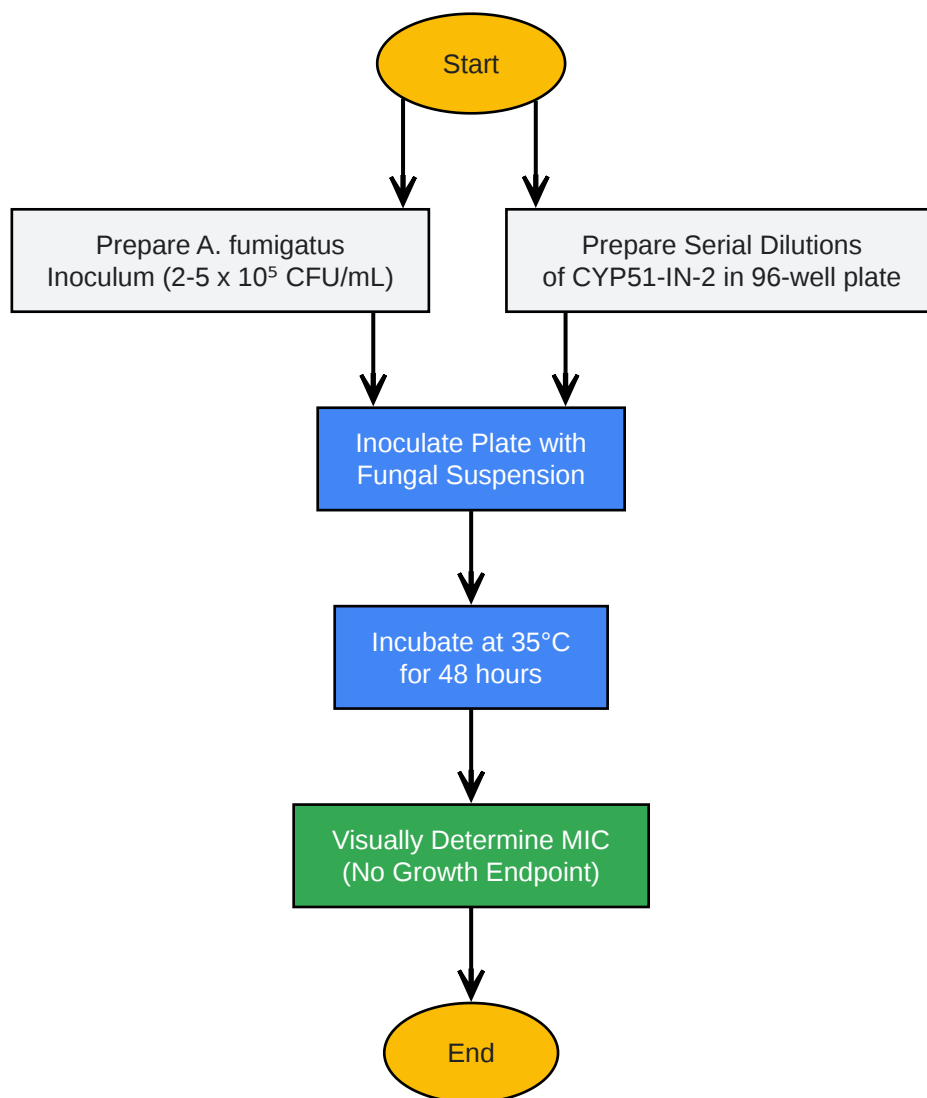 Start
Prepare A. fumigatus
Inoculum (2-5 x 10⁵ CFU/mL)
Prepare Serial Dilutions
of CYP51-IN-2 in 96-well plate
Inoculate Plate with
Fungal Suspension
Incubate at 35°C
for 48 hours
Visually Determine MIC
(No Growth Endpoint)
End